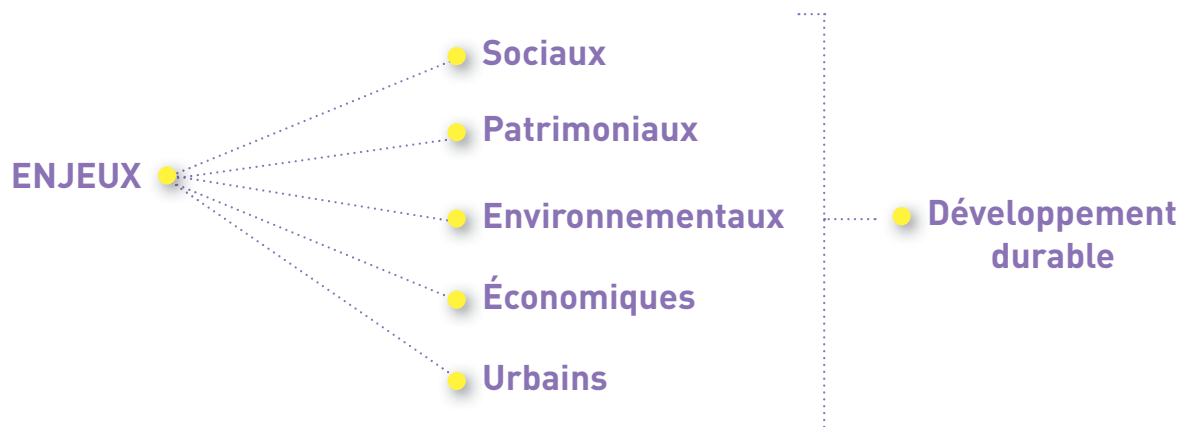 ENJEUX
Sociaux
Patrimoniaux
Environnementaux
Économiques
Urbains
Développement
durable